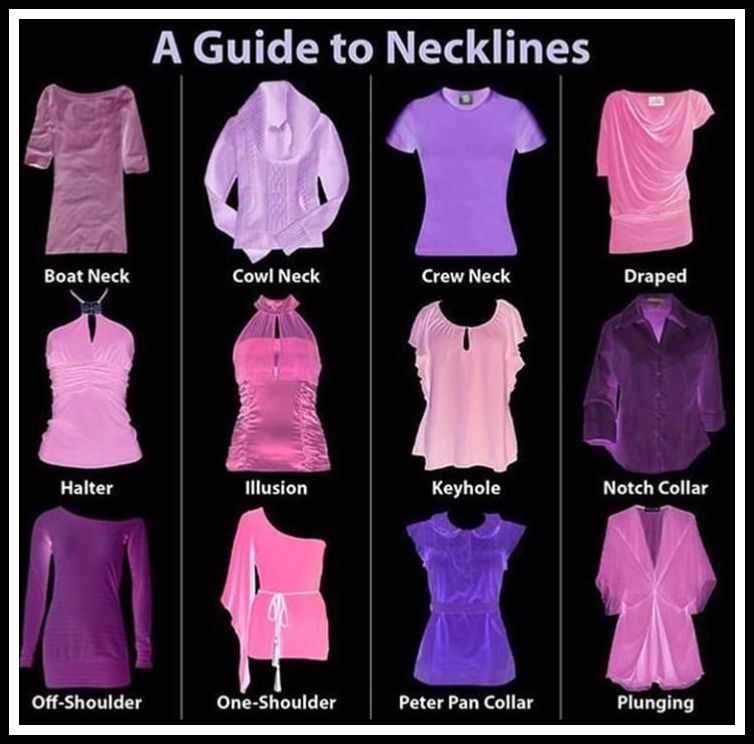 A Guide to Necklines
Boat Neck
Cowl Neck
Crew Neck
Draped
Halter
Illusion
Keyhole
Notch Collar
Off-Shoulder
One-Shoulder
Peter Pan Collar
Plunging